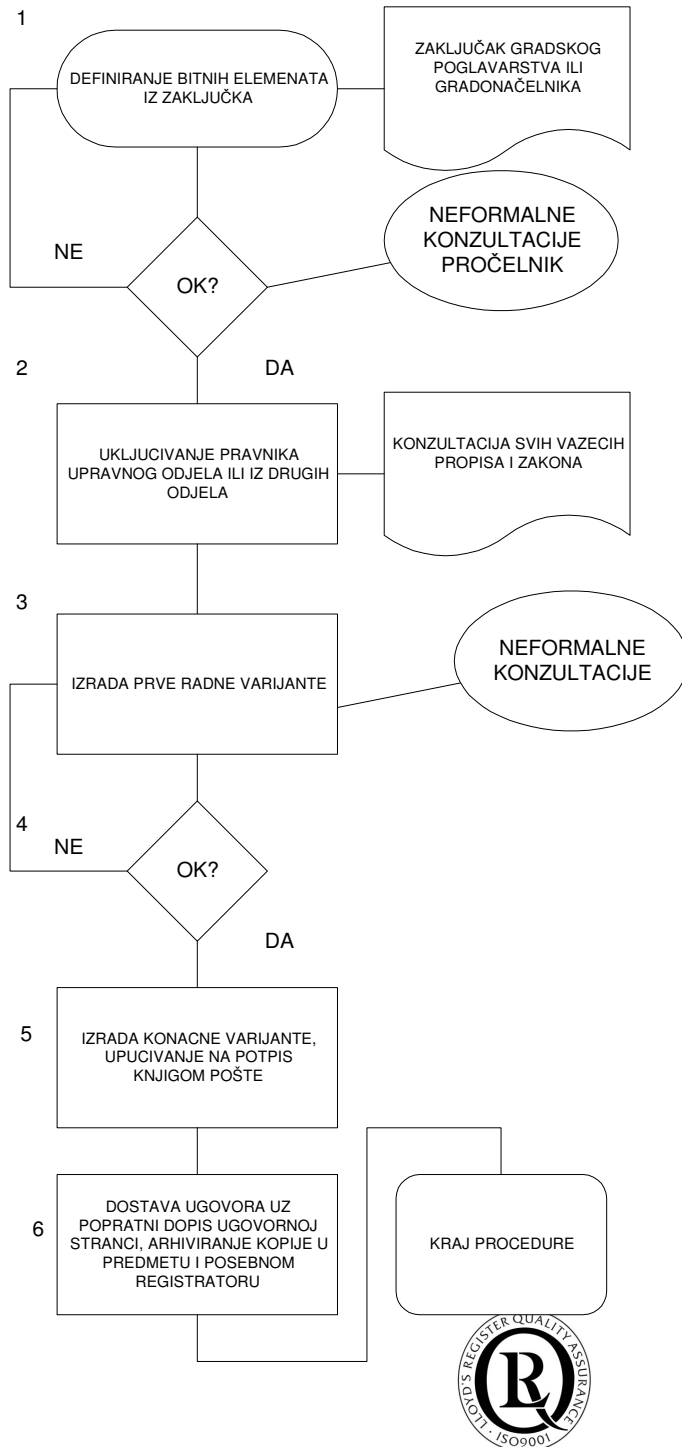 1
DEFINIRANJE BITNIH ELEMENATA
IZ ZAKLJUČKA
ZAKLJUČAK GRADSKOG
POGLAVARSTVA ILI
GRADONAČELNIKA
NE
OK?
NEFORMALNE
KONZULTACIJE
PROČELNIK
2
DA
UKLJUCIVANJE PRAVNIKA
UPRAVNOG ODJELA ILI IZ DRUGIH
ODJELA
KONZULTACIJA SVIH VAZECIH
PROPISA I ZAKONA
3
IZRADA PRVE RADNE VARIJANTE
NEFORMALNE
KONZULTACIJE
4
NE
OK?
DA
5
IZRADA KONACNE VARIJANTE,
UPUCIVANJE NA POTPIS
KNJIGOM POŠTE
6
DOSTAVA UGOVORA UZ
POPRATNI DOPIS UGOVORNOJ
STRANCI, ARHIVIRANJE KOPIJE U
PREDMETU I POSEBNOM
REGISTRATORU
KRAJ PROCEDURE
LLOYD'S REGISTER QUALITY ASSURANCE
LRQ
· ISO9001 ·